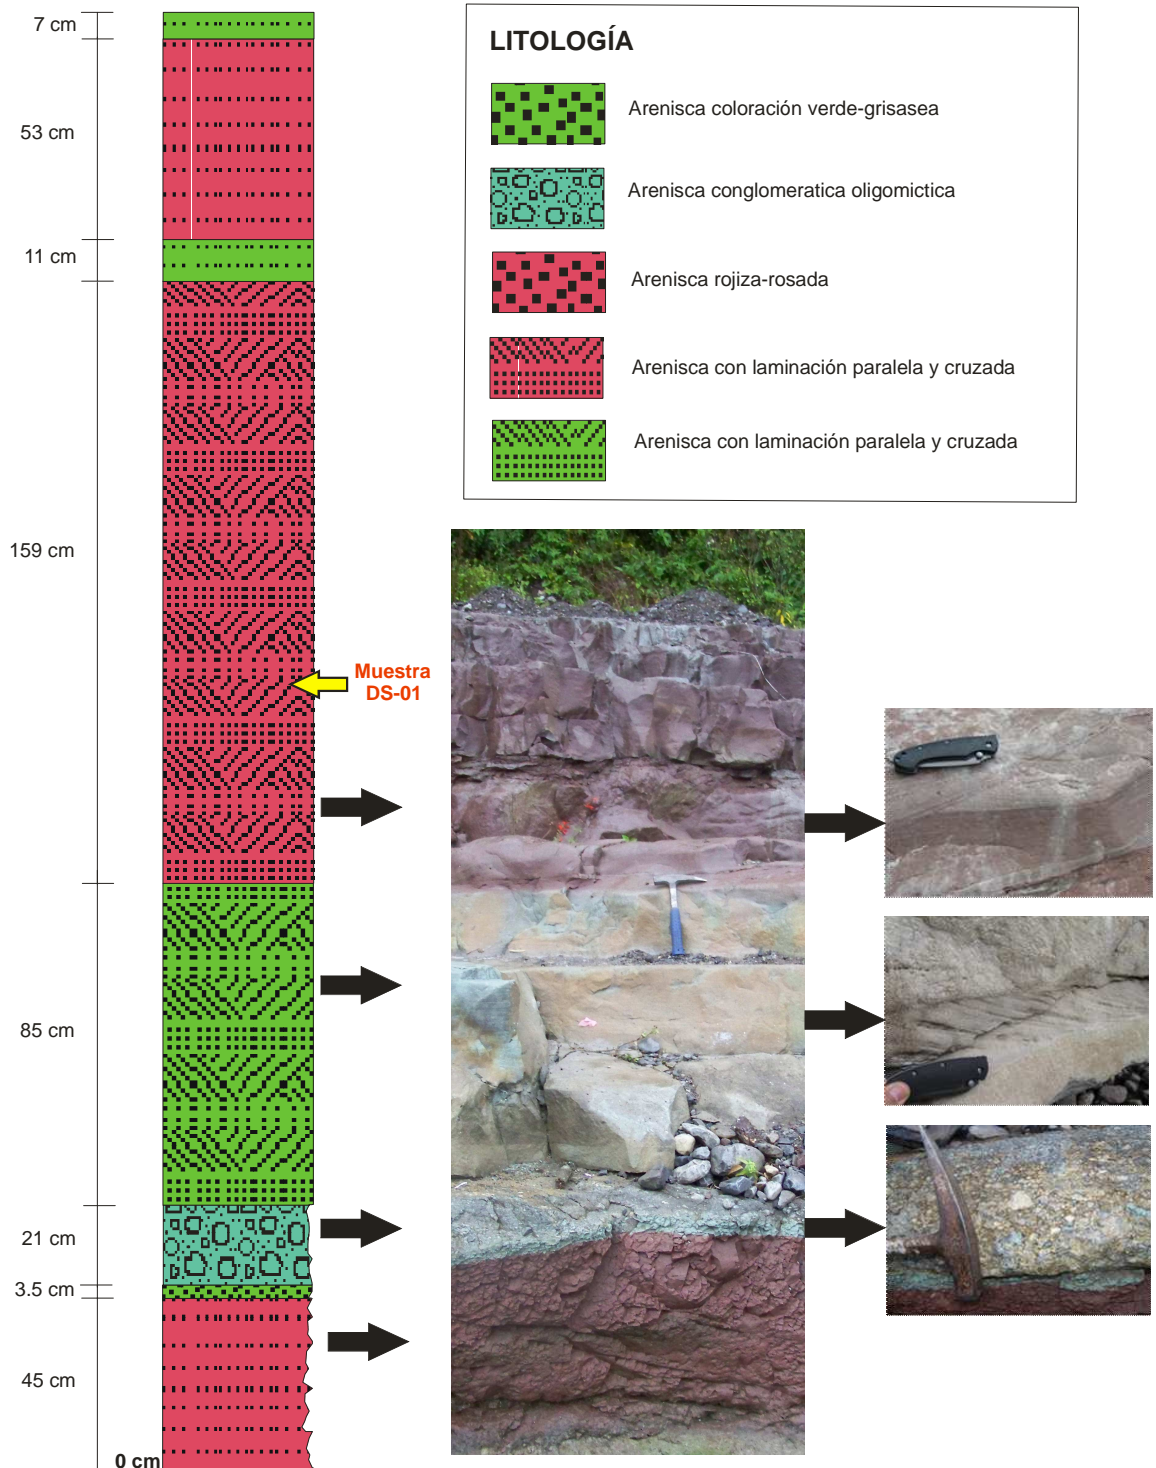 7 cm
53 cm
11 cm
159 cm
85 cm
21 cm
3.5 cm
45 cm
0 cm
Muestra
DS-01
LITOLOGÍA
Arenisca coloración verde-grisasea
Arenisca conglomeratica oligomictica
Arenisca rojiza-rosada
Arenisca con laminación paralela y cruzada
Arenisca con laminación paralela y cruzada